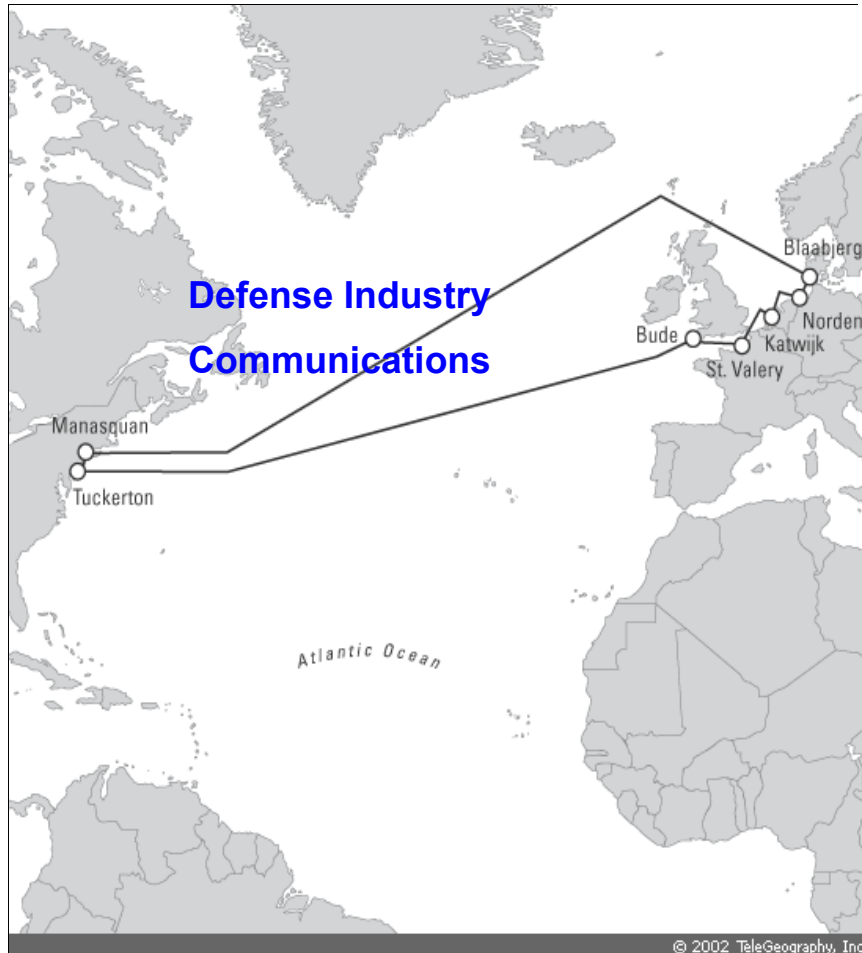 Blaabjerg
Defense Industry
Norden
Bude
Katwijk
Communications
St. Valery
Manasquan
Tuckerton
Atlantic Ocean
© 2002 TeleGeography, Inc